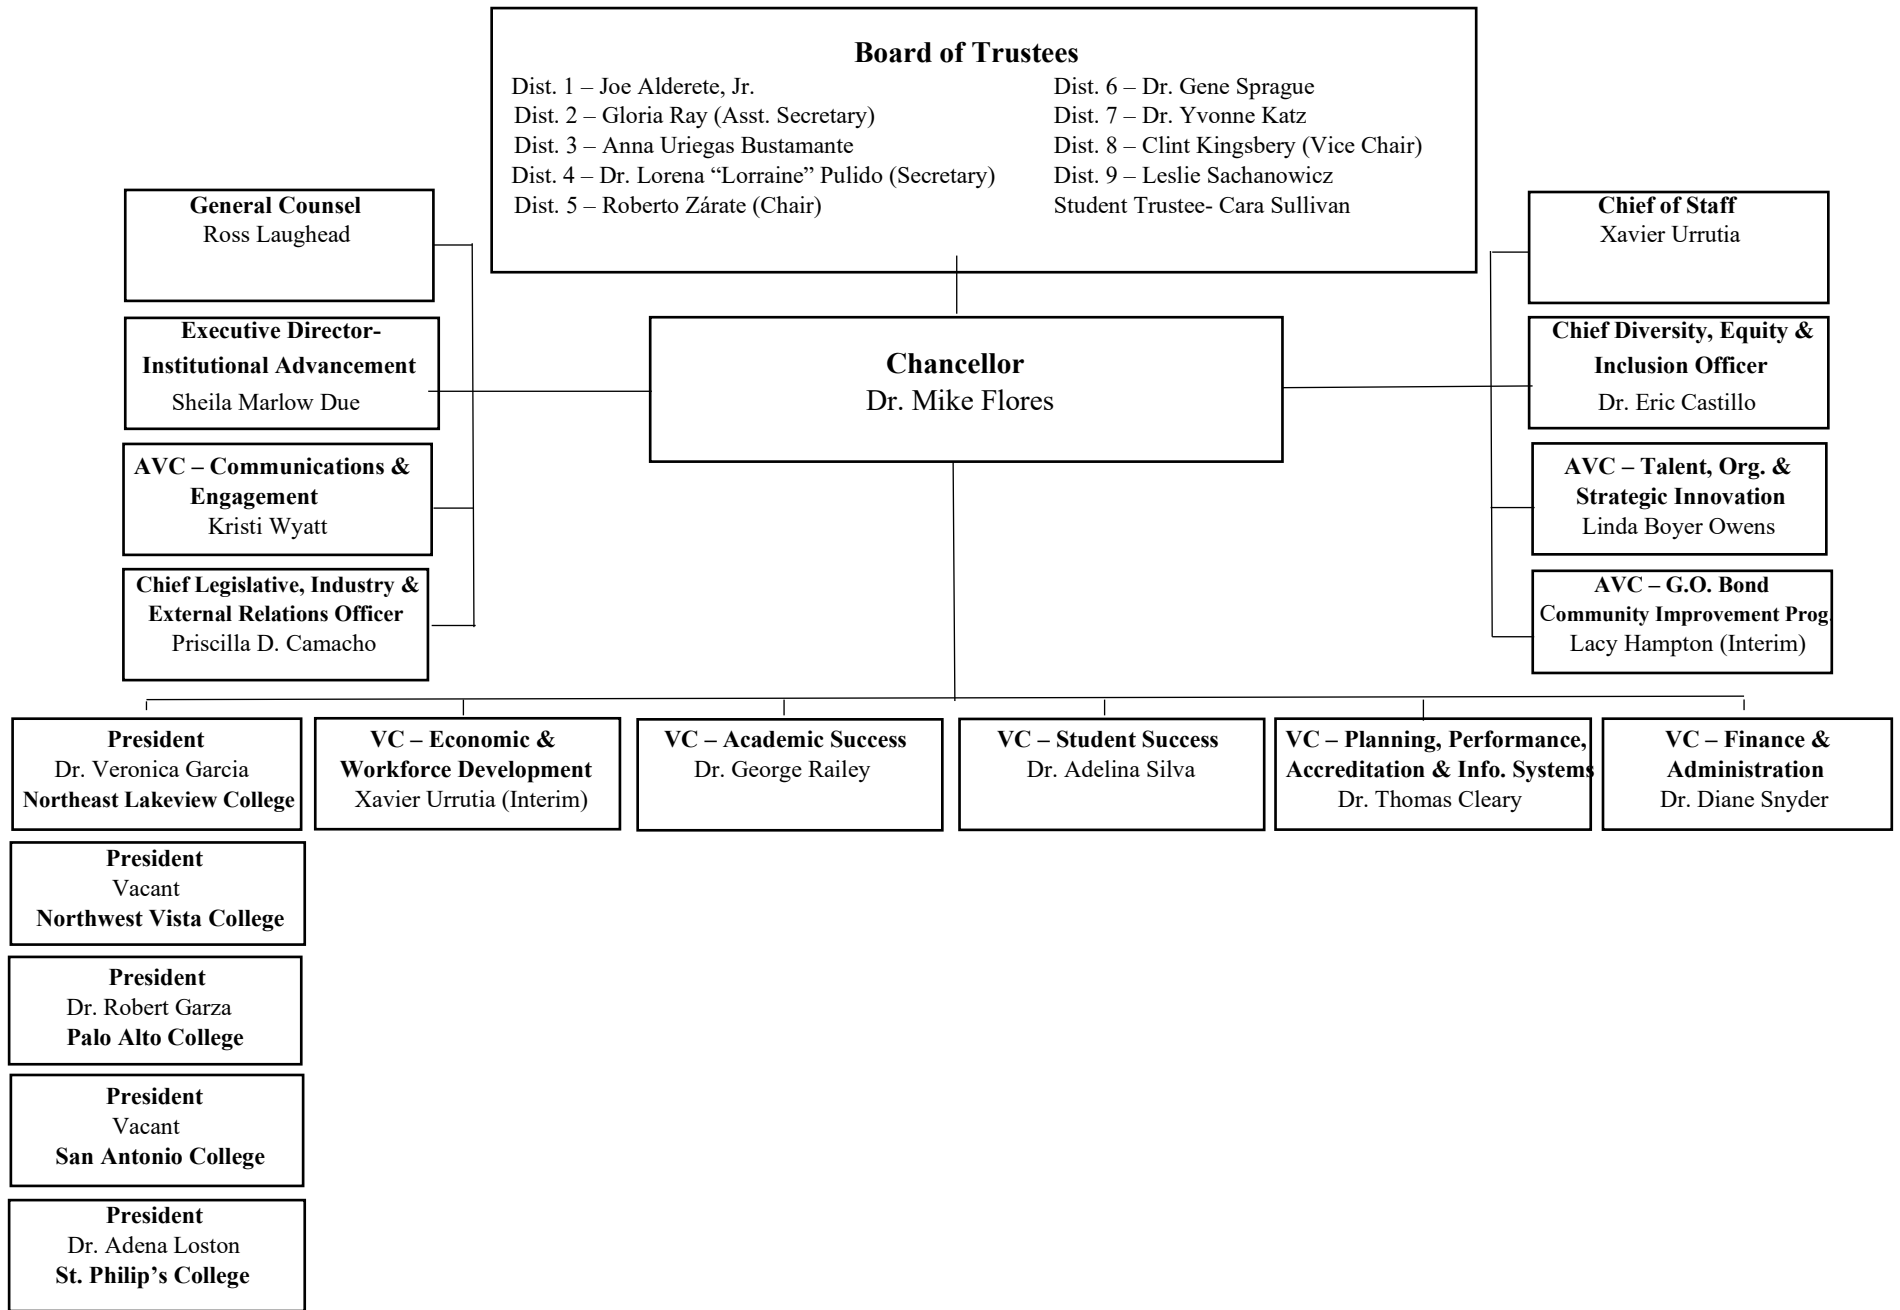 Board of Trustees
Dist. 1 – Joe Alderete, Jr.
Dist. 2 – Gloria Ray (Asst. Secretary)
Dist. 3 – Anna Uriegas Bustamante
Dist. 4 – Dr. Lorena “Lorraine” Pulido (Secretary)
Dist. 5 – Roberto Zárate (Chair)
Dist. 6 – Dr. Gene Sprague
Dist. 7 – Dr. Yvonne Katz
Dist. 8 – Clint Kingsbery (Vice Chair)
Dist. 9 – Leslie Sachanowicz
Student Trustee- Cara Sullivan
General Counsel
Ross Laughead
Executive Director-
Institutional Advancement
Sheila Marlow Due
AVC – Communications &
Engagement
Kristi Wyatt
Chief Legislative, Industry &
External Relations Officer
Priscilla D. Camacho
Chancellor
Dr. Mike Flores
Chief of Staff
Xavier Urrutia
Chief Diversity, Equity &
Inclusion Officer
Dr. Eric Castillo
AVC – Talent, Org. &
Strategic Innovation
Linda Boyer Owens
AVC – G.O. Bond
Community Improvement Prog.
Lacy Hampton (Interim)
President
Dr. Veronica Garcia
Northeast Lakeview College
VC – Economic &
Workforce Development
Xavier Urrutia (Interim)
VC – Academic Success
Dr. George Railey
VC – Student Success
Dr. Adelina Silva
VC – Planning, Performance,
Accreditation & Info. Systems
Dr. Thomas Cleary
VC – Finance &
Administration
Dr. Diane Snyder
President
Vacant
Northwest Vista College
President
Dr. Robert Garza
Palo Alto College
President
Vacant
San Antonio College
President
Dr. Adena Loston
St. Philip’s College